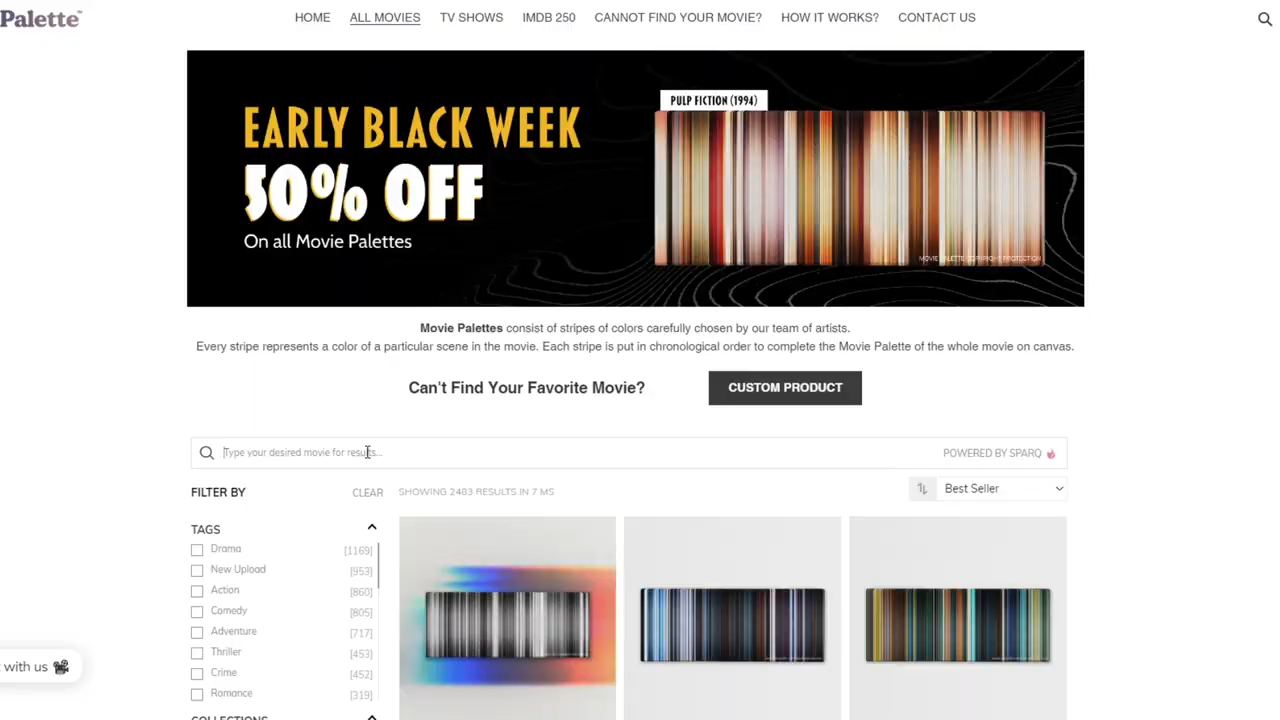 Palette™
HOME ALL MOVIES TV SHOWS IMDB 250 CANNOT FIND YOUR MOVIE? HOW IT WORKS? CONTACT US
EARLY BLACK WEEK
50% OFF
On all Movie Palettes
PULP FICTION (1994)
MOVIE PALETTE COPYRIGHT PROTECTION
Movie Palettes consist of stripes of colors carefully chosen by our team of artists.
Every stripe represents a color of a particular scene in the movie. Each stripe is put in chronological order to complete the Movie Palette of the whole movie on canvas.
Can't Find Your Favorite Movie? CUSTOM PRODUCT
Type your desired movie for results... POWERED BY SPARQ
FILTER BY CLEAR SHOWING 2483 RESULTS IN 7 MS Best Seller
TAGS
Drama [1169]
New Upload [953]
Action [860]
Comedy [805]
Adventure [717]
Thriller [453]
Crime [452]
Romance [319]
with us
COLLECTIONS